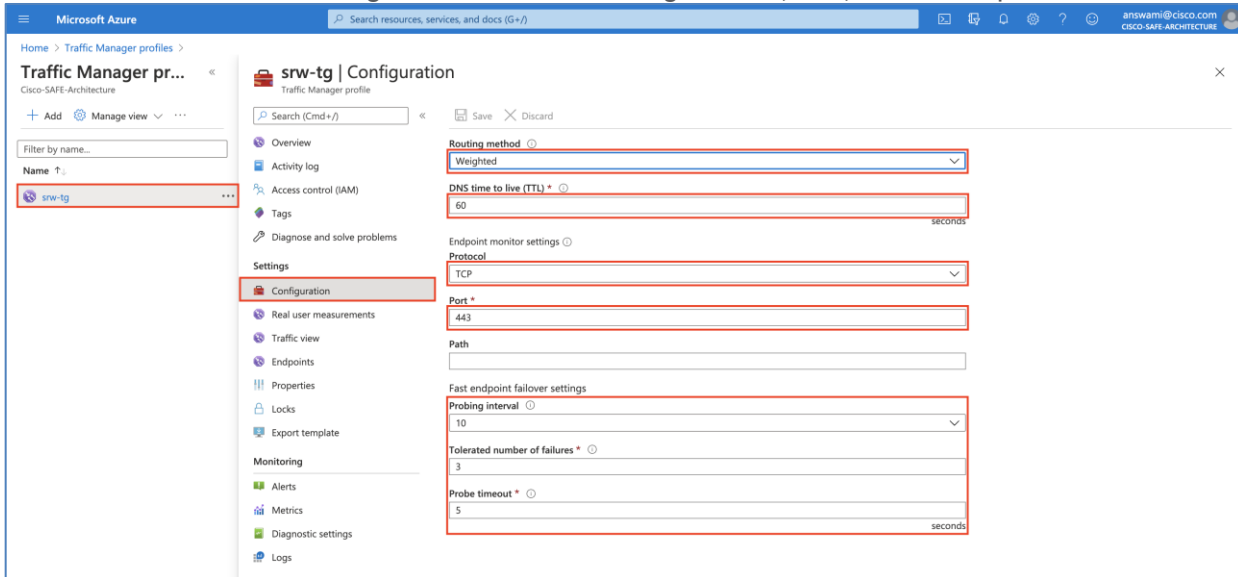 Microsoft Azure
Search resources, services, and docs (G+/)
answami@cisco.com
CISCO-SAFE-ARCHITECTURE
Home > Traffic Manager profiles >
Traffic Manager pr...
Cisco-SAFE-Architecture
+ Add
Manage view
Filter by name...
Name ↑↓
srw-tg
srw-tg | Configuration
Traffic Manager profile
Search (Cmd+/)
Overview
Activity log
Access control (IAM)
Tags
Diagnose and solve problems
Settings
Configuration
Real user measurements
Traffic view
Endpoints
Properties
Locks
Export template
Monitoring
Alerts
Metrics
Diagnostic settings
Logs
Save
Discard
Routing method
Weighted
DNS time to live (TTL) *
60
seconds
Endpoint monitor settings
Protocol
TCP
Port *
443
Path
Fast endpoint failover settings
Probing interval
10
Tolerated number of failures *
3
Probe timeout *
5
seconds